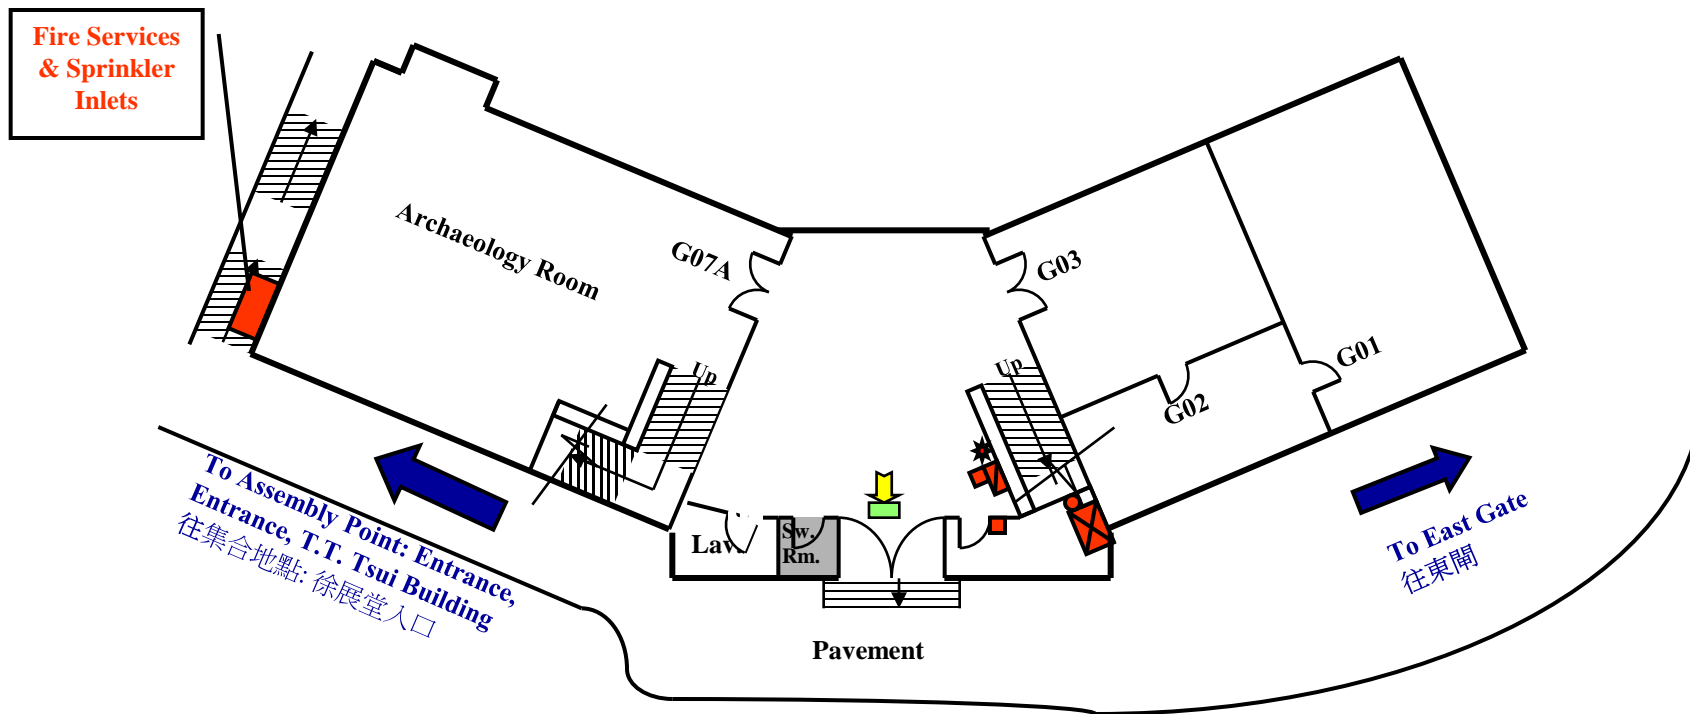 Fire Services
& Sprinkler
Inlets
Archaeology Room
G07A
G03
G01
G02
Up
Up
Lav.
Sw.
Rm.
To Assembly Point: Entrance,
Entrance, T.T. Tsui Building
往集合地點: 徐展堂入口
To East Gate
往東閘
Pavement